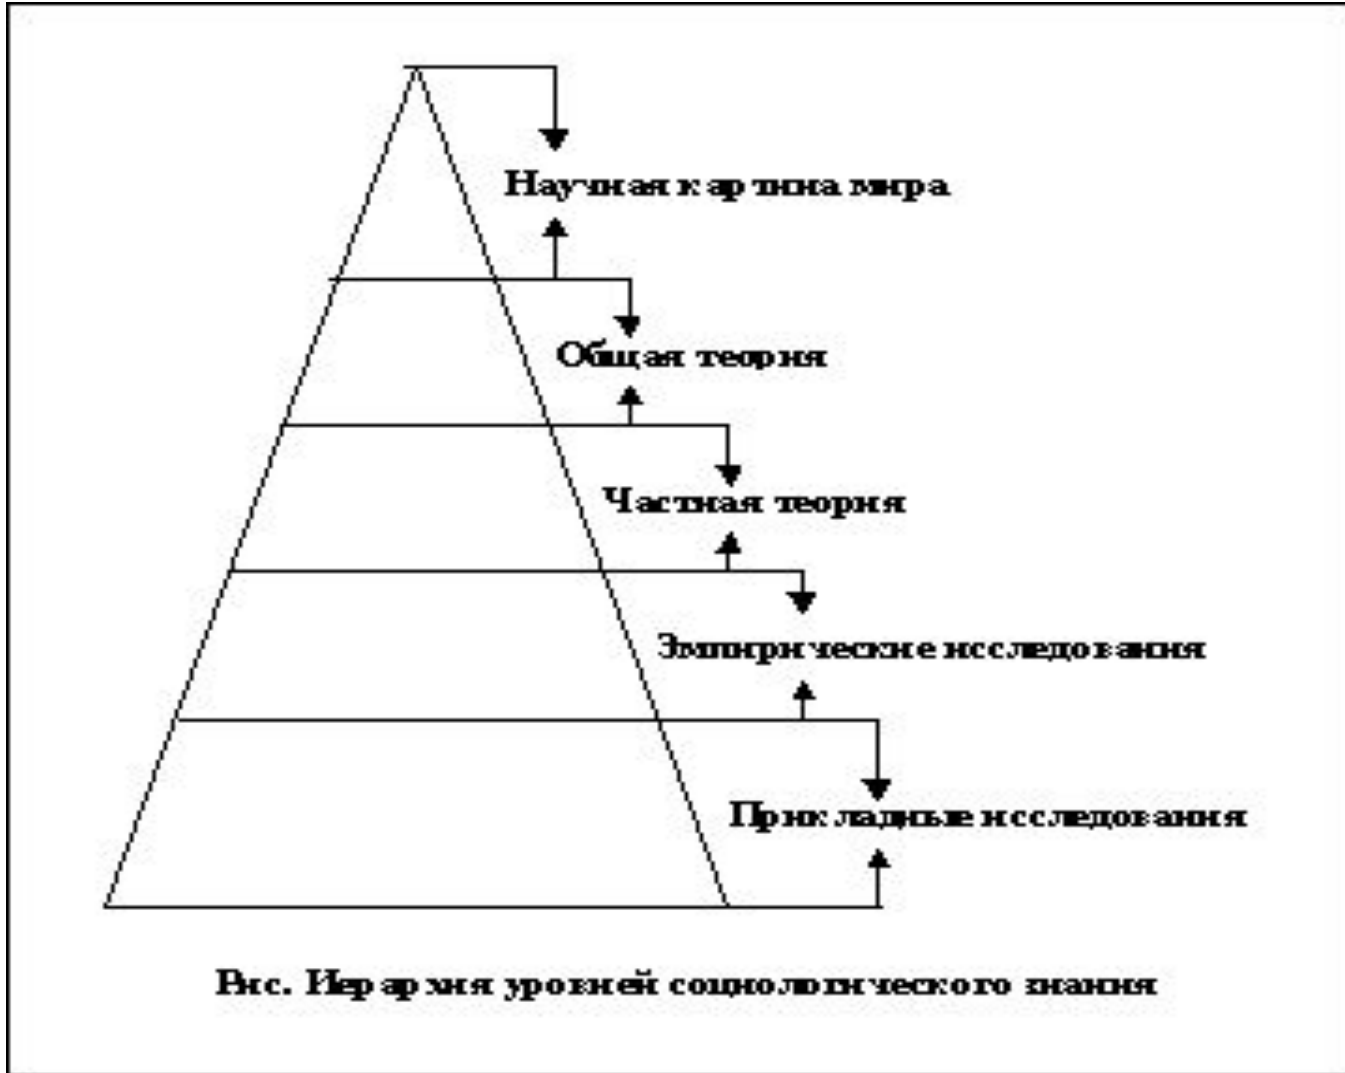 Научная картина мира
Общая теория
Частная теория
Эмпирические исследования
Прикладные исследования
Рис. Иерархия уровней социологического знания